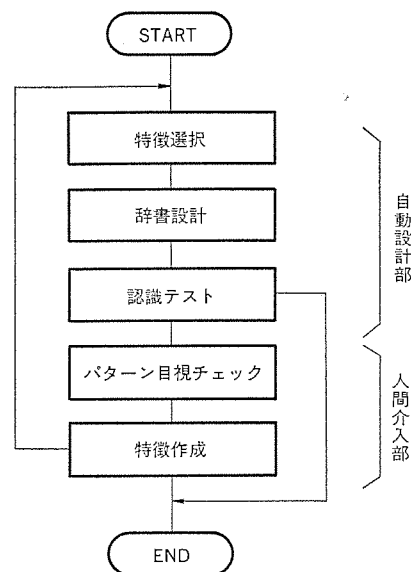 START
特徴選択
辞書設計
認識テスト
パターン目視チェック
特徴作成
END
自動設計部
人間介入部